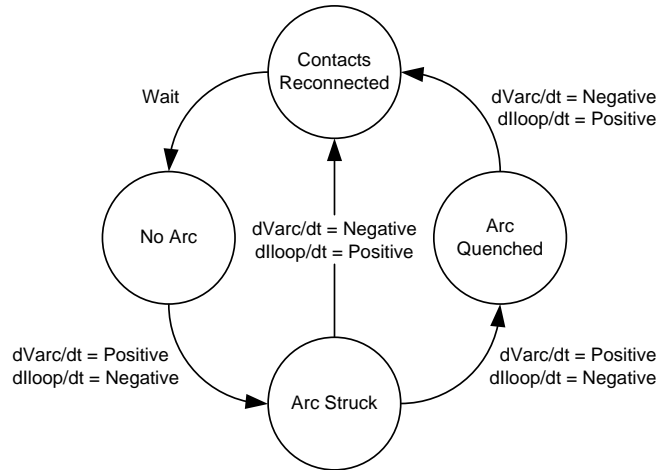 Contacts
Reconnected
Wait
dVarc/dt = Negative
dIloop/dt = Positive
No Arc
dVarc/dt = Negative
dIloop/dt = Positive
Arc
Quenched
dVarc/dt = Positive
dIloop/dt = Negative
Arc Struck
dVarc/dt = Positive
dIloop/dt = Negative